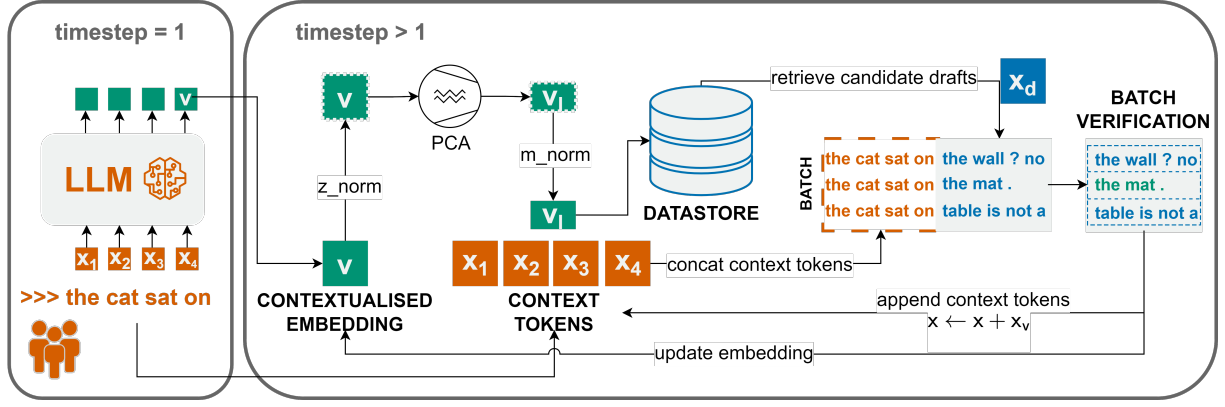 timestep = 1
v
LLM
x₁ x₂ x₃ x₄
>>> the cat sat on
timestep > 1
v
z_norm
v
CONTEXTUALISED
EMBEDDING
PCA
vₗ
m_norm
vₗ
DATASTORE
x₁ x₂ x₃ x₄
CONTEXT
TOKENS
retrieve candidate drafts
x_d
concat context tokens
BATCH
the cat sat on the wall ? no
the cat sat on the mat .
the cat sat on table is not a
BATCH
VERIFICATION
the wall ? no
the mat .
table is not a
append context tokens
x ← x + xᵥ
update embedding